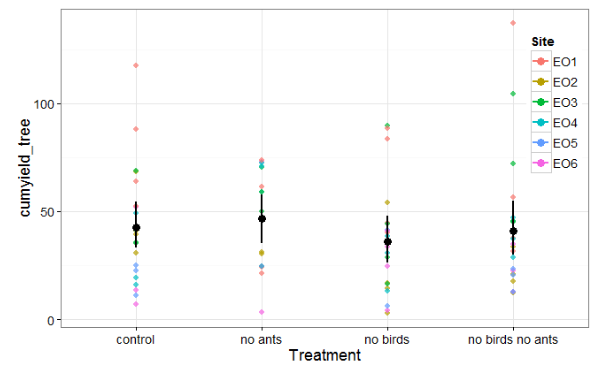 Site
EO1
EO2
EO3
EO4
EO5
EO6
100
50
0
cumyield_tree
control
no ants
no birds
no birds no ants
Treatment